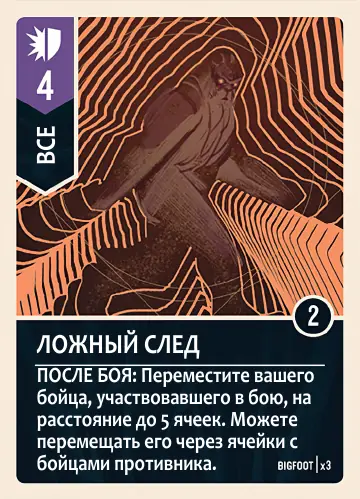 4
ВСЕ
2
ЛОЖНЫЙ СЛЕД
ПОСЛЕ БОЯ: Переместите вашего
бойца, участвовавшего в бою, на
расстояние до 5 ячеек. Можете
перемещать его через ячейки с
бойцами противника.
BIGFOOT | x3